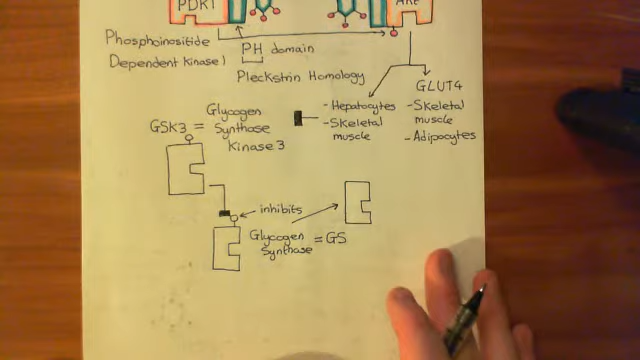 PDK1
AKT
Phosphoinositide
Dependent kinase 1
PH domain
Pleckstrin Homology
GLUT4
- Hepatocytes
- Skeletal
muscle
- Skeletal
muscle
- Adipocytes
GSK3 = Glycogen
Synthase
Kinase 3
inhibits
Glycogen
Synthase = GS